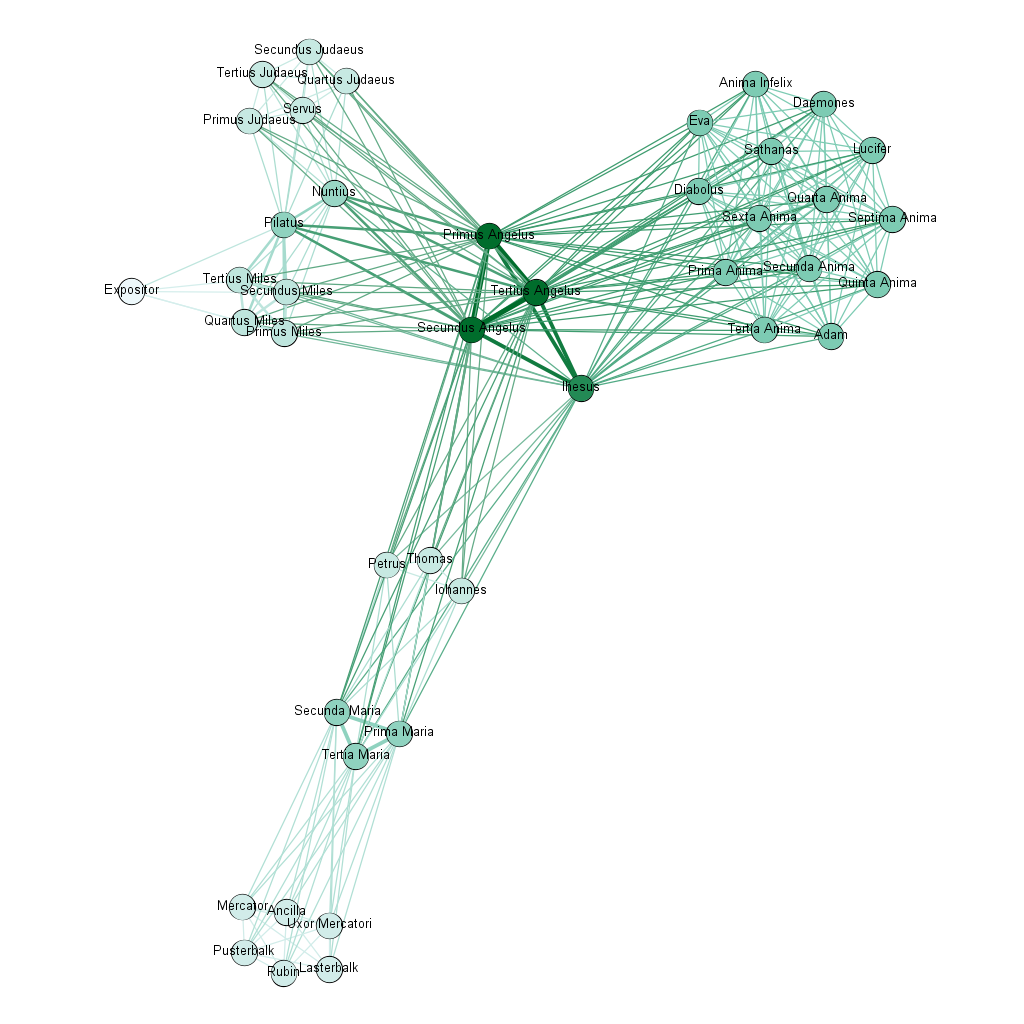 Secundus Judaeus
Tertius Judaeus
Quartus Judaeus
Servus
Primus Judaeus
Nuntius
Pilatus
Expositor
Tertius Miles
Secundus Miles
Quartus Miles
Primus Miles
Primus Angelus
Tertius Angelus
Secundus Angelus
Ihesus
Anima Infelix
Daemones
Eva
Sathanas
Lucifer
Diabolus
Quarta Anima
Sexta Anima
Septima Anima
Prima Anima
Secunda Anima
Quinta Anima
Tertia Anima
Adam
Petrus
Thomas
Iohannes
Secunda Maria
Prima Maria
Tertia Maria
Mercator
Ancilla
Uxor Mercatori
Pusterbalk
Rubin
Lasterbalk